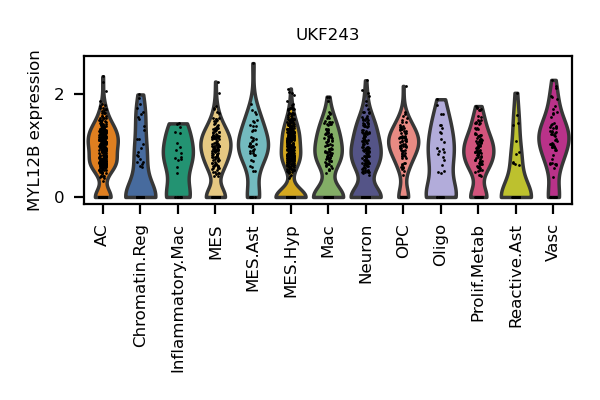 UKF243
MYL12B expression
2
0
AC
Chromatin.Reg
Inflammatory.Mac
MES
MES.Ast
MES.Hyp
Mac
Neuron
OPC
Oligo
Prolif.Metab
Reactive.Ast
Vasc